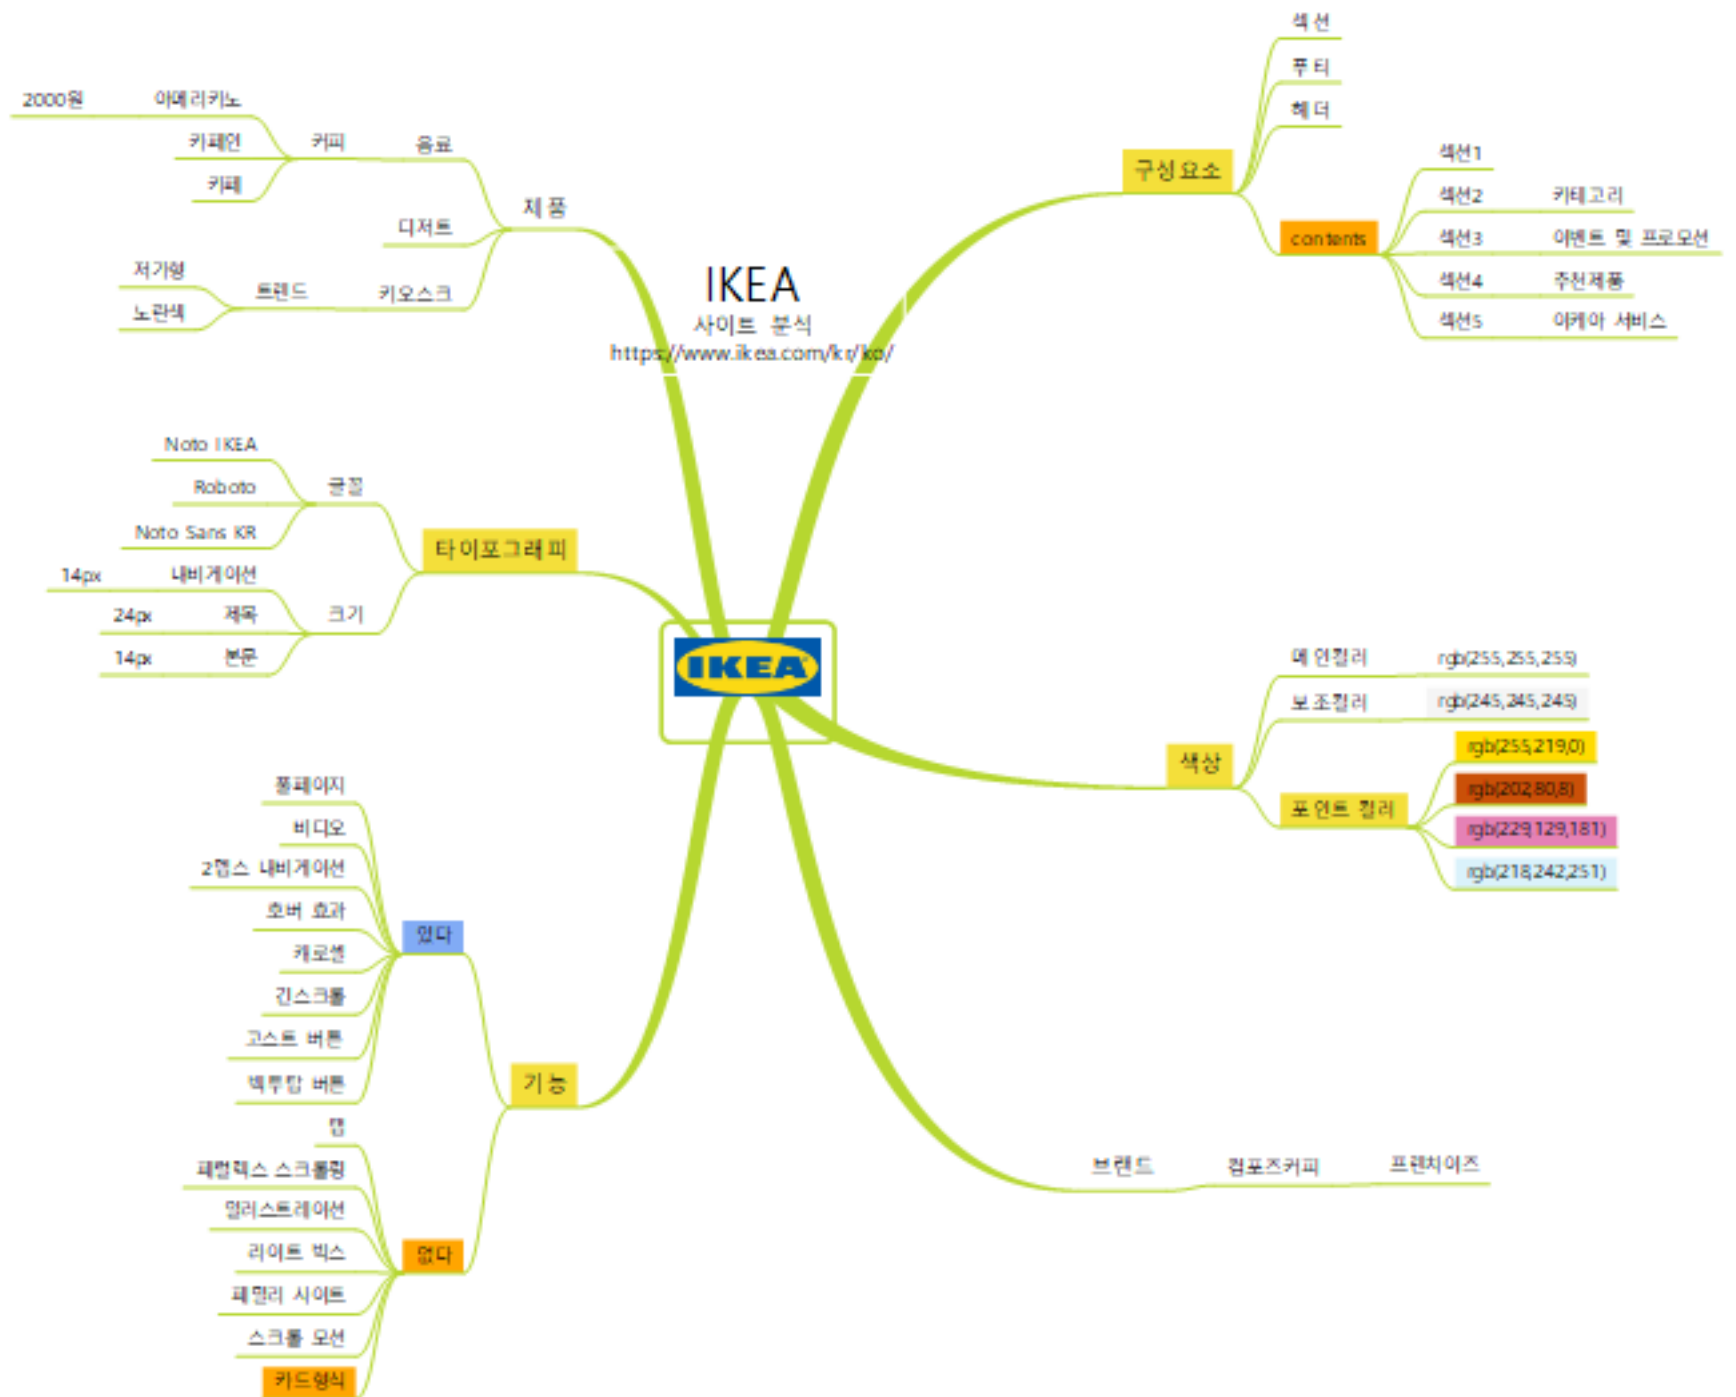 IKEA
사이트 분석
https://www.ikea.com/kr/ko/
IKEA
제품
음료
커피
아메리카노
2000원
카페인
카페
디저트
키오스크
트렌드
저가형
노란색
타이포그래피
글꼴
Noto IKEA
Roboto
Noto Sans KR
크기
내비게이션
14px
제목
24px
본문
14px
기능
있다
풀페이지
비디오
2뎁스 내비게이션
호버 효과
캐로셀
긴스크롤
고스트 버튼
백투탑 버튼
없다
탭
패럴렉스 스크롤링
일러스트레이션
라이트 박스
패밀리 사이트
스크롤 모션
카드형식
구성요소
섹션
푸터
헤더
contents
섹션1
섹션2
카테고리
섹션3
이벤트 및 프로모션
섹션4
추천제품
섹션5
이케아 서비스
색상
메인컬러
rgb(255,255,255)
보조컬러
rgb(245,245,245)
포인트 컬러
rgb(255,219,0)
rgb(202,80,8)
rgb(229,129,181)
rgb(218,242,251)
브랜드
컴포즈커피
프랜차이즈